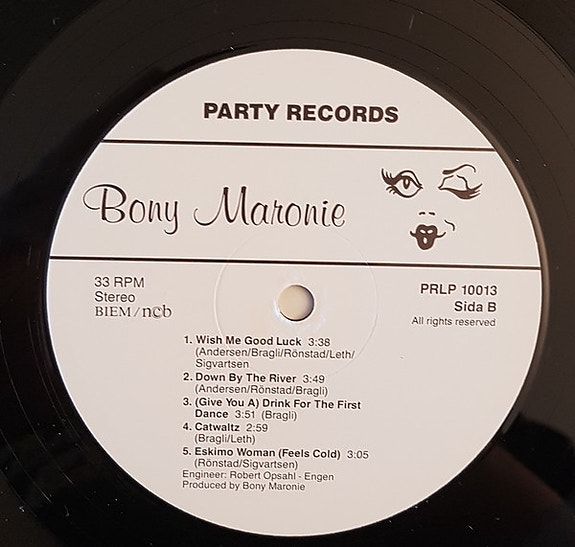 PARTY RECORDS
Bony Maronie
33 RPM
Stereo
BIEM/ncb
PRLP 10013
Sida B
All rights reserved
1. Wish Me Good Luck 3:38
(Andersen/Bragli/Rönstad/Leth/
Sigvartsen
2. Down By The River 3:49
(Andersen/Rönstad/Bragli)
3. (Give You A) Drink For The First
Dance 3:51 (Bragli)
4. Catwaltz 2:59
(Bragli/Leth)
5. Eskimo Woman (Feels Cold) 3:05
(Rönstad/Sigvartsen)
Engineer: Robert Opsahl - Engen
Produced by Bony Maronie